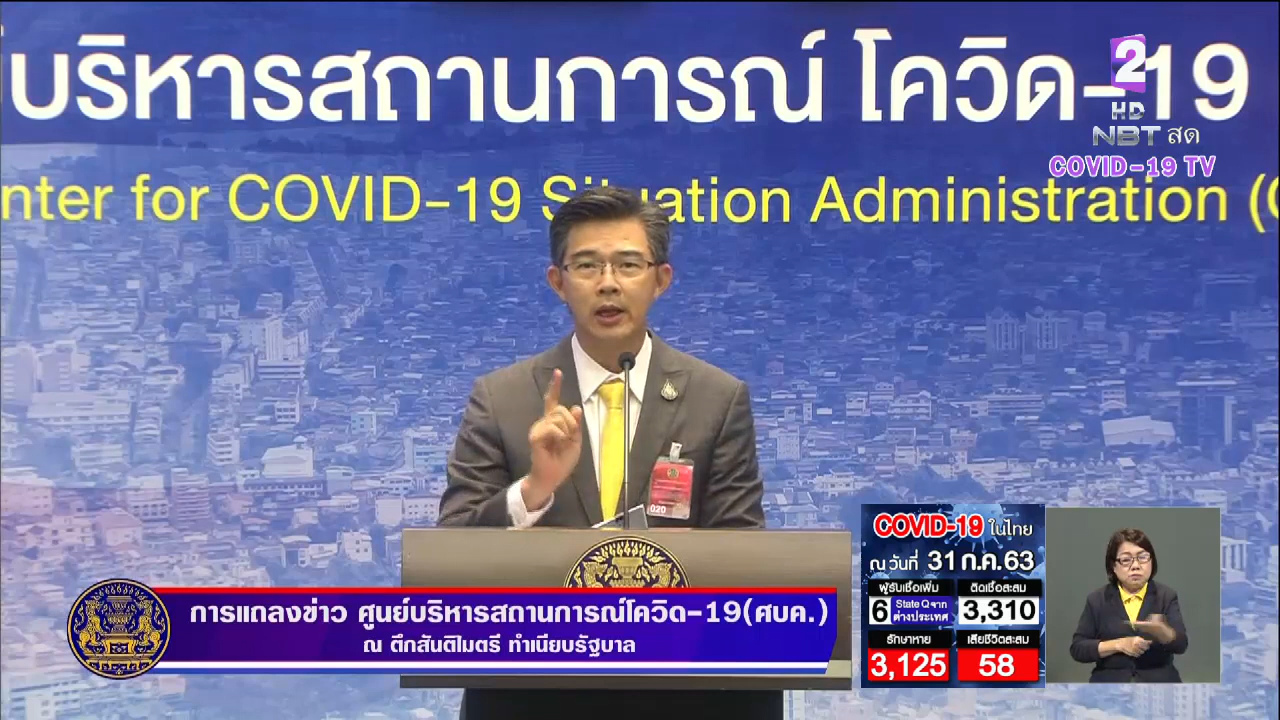 บริหารสถานการณ์ โควิด-19
nter for COVID-19 Situation Administration (
2
HD
NBT สด
COVID-19 TV
020
การแถลงข่าว ศูนย์บริหารสถานการณ์โควิด-19(ศบค.)
ณ ตึกสันติไมตรี ทำเนียบรัฐบาล
COVID-19 ในไทย
ณ วันที่ 31 ก.ค.63
ผู้รับเชื้อเพิ่ม
6 State Q จาก
ต่างประเทศ
ติดเชื้อสะสม
3,310
รักษาหาย
3,125
เสียชีวิตสะสม
58